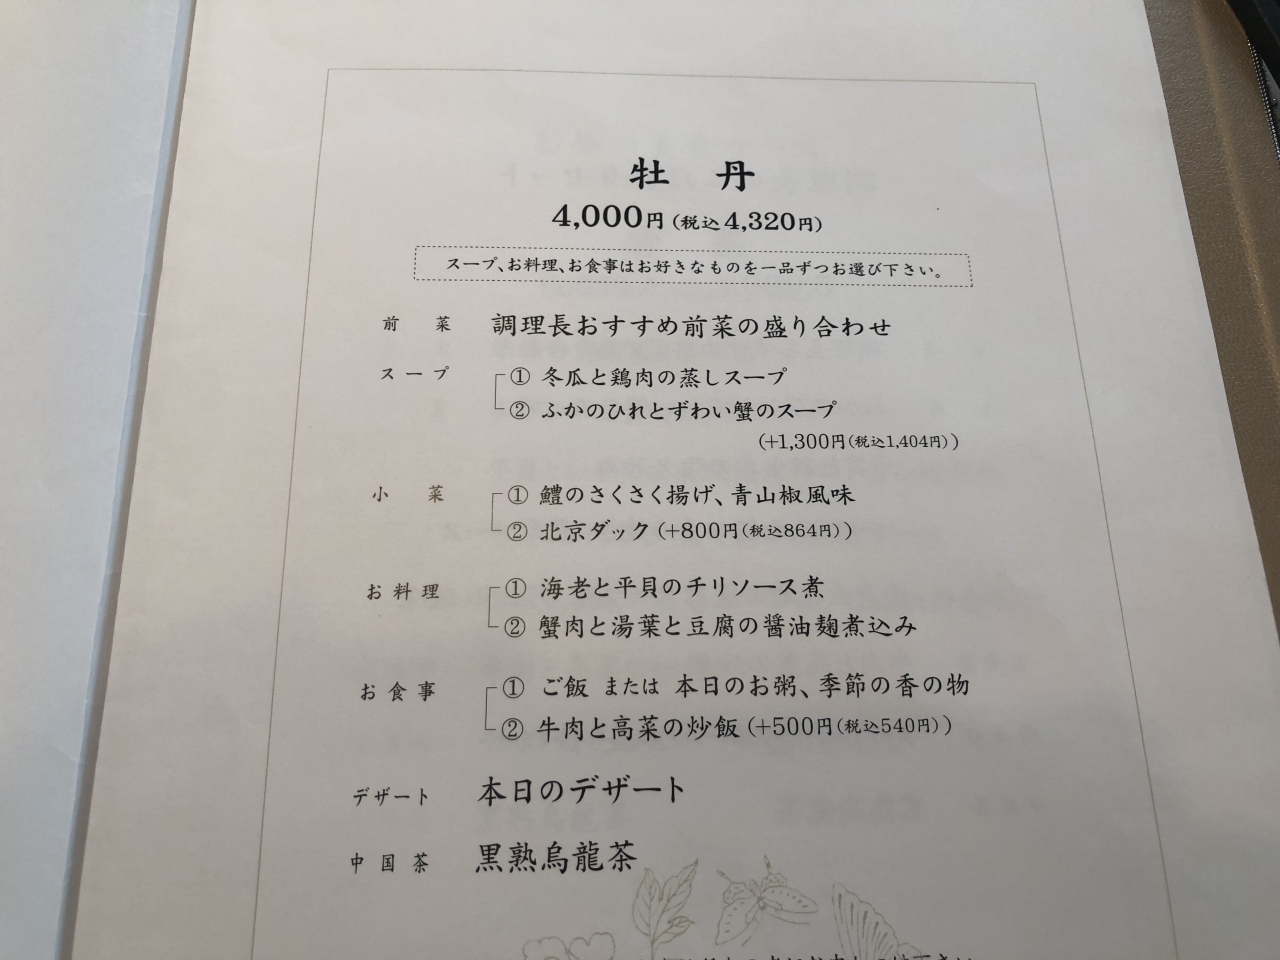 牡丹
4,000円(税込4,320円)
スープ、お料理、お食事はお好きなものを一品ずつお選び下さい。
前菜 調理長おすすめ前菜の盛り合わせ
スープ ① 冬瓜と鶏肉の蒸しスープ
② ふかのひれとずわい蟹のスープ
(+1,300円(税込1,404円))
小菜 ① 鱧のさくさく揚げ、青山椒風味
② 北京ダック(+800円(税込864円))
お料理 ① 海老と平貝のチリソース煮
② 蟹肉と湯葉と豆腐の醤油麹煮込み
お食事 ① ご飯 または 本日のお粥、季節の香の物
② 牛肉と高菜の炒飯(+500円(税込540円))
デザート 本日のデザート
中国茶 黒熟烏龍茶